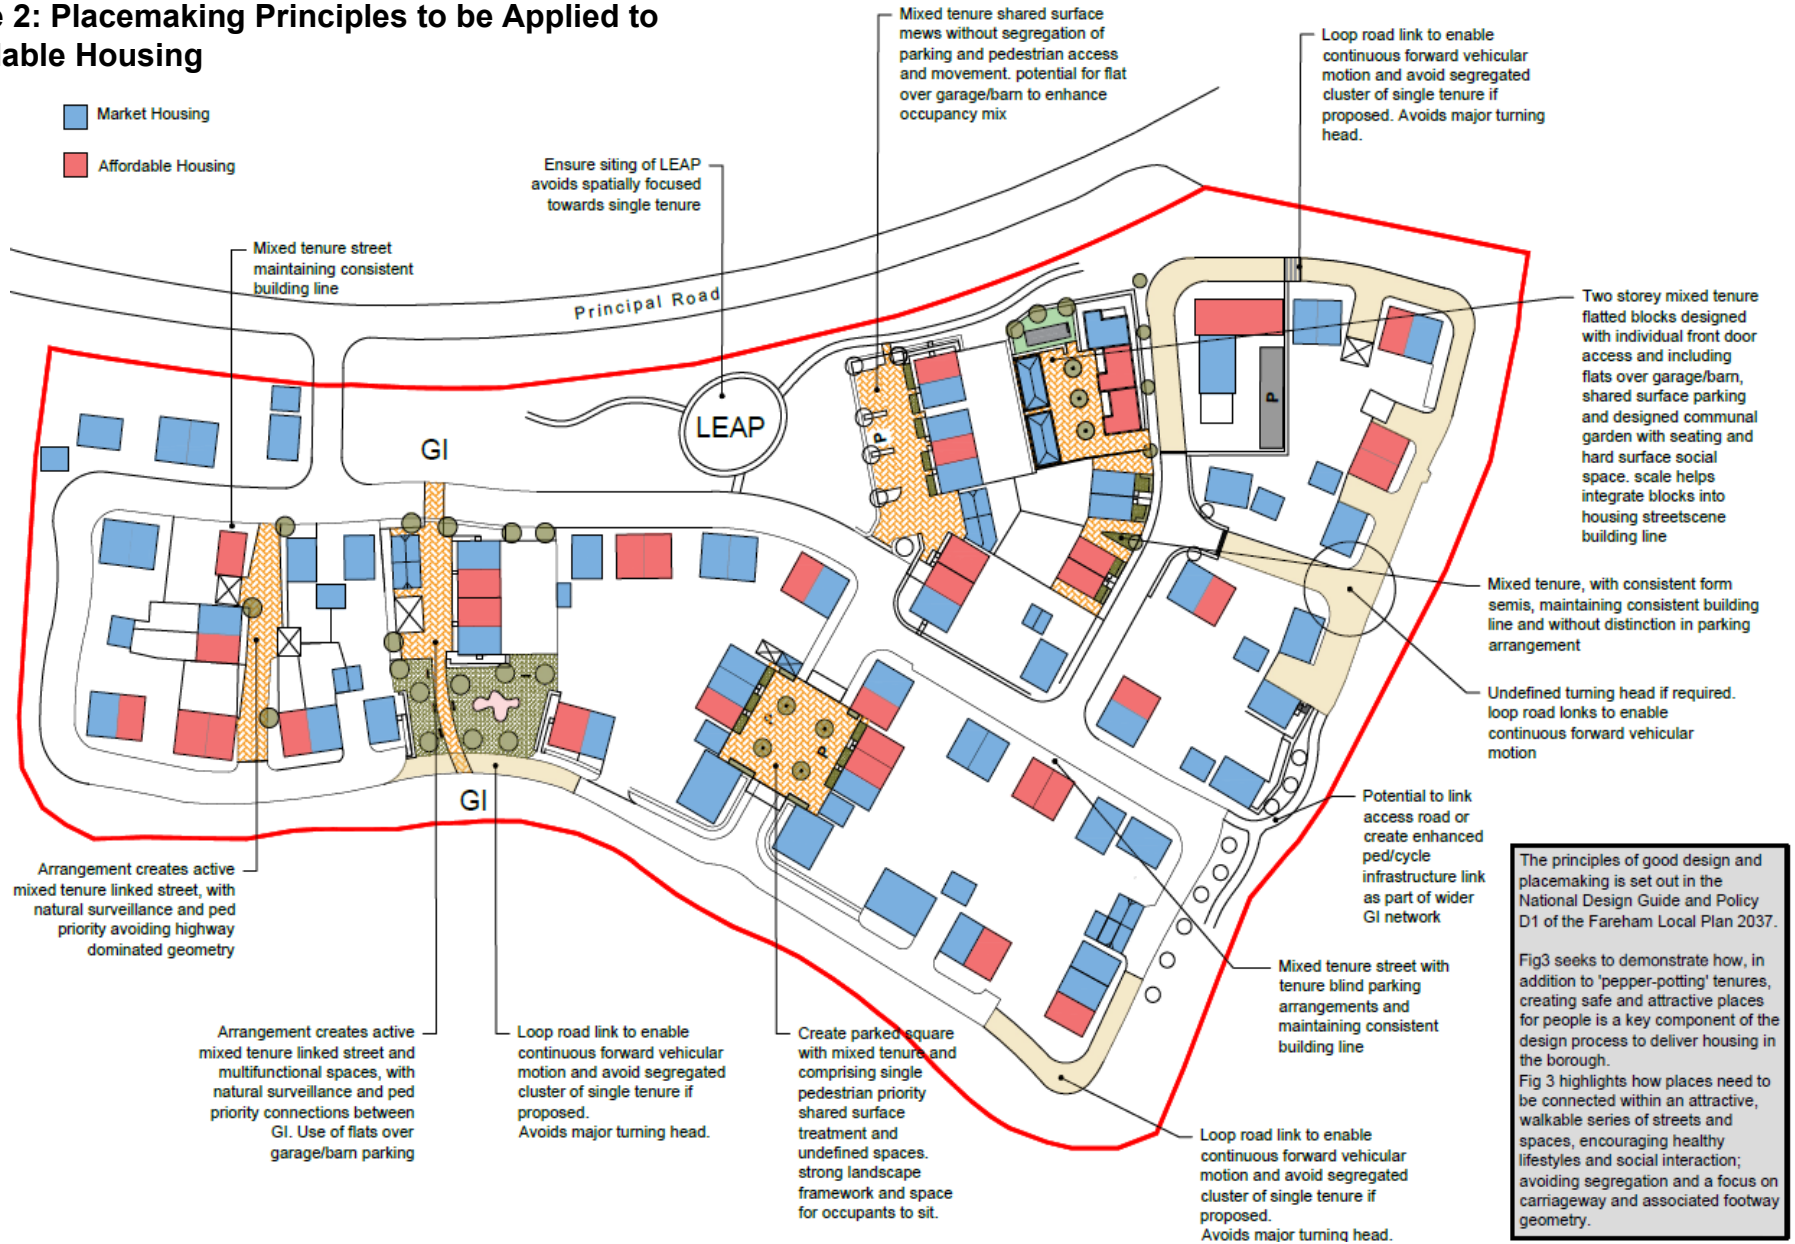 e 2: Placemaking Principles to be Applied to
dable Housing
Market Housing
Affordable Housing
Mixed tenure shared surface
mews without segregation of
parking and pedestrian access
and movement. potential for flat
over garage/barn to enhance
occupancy mix
Loop road link to enable
continuous forward vehicular
motion and avoid segregated
cluster of single tenure if
proposed. Avoids major turning
head.
Ensure siting of LEAP
avoids spatially focused
towards single tenure
Mixed tenure street
maintaining consistent
building line
Principal Road
Two storey mixed tenure
flatted blocks designed
with individual front door
access and including
flats over garage/barn,
shared surface parking
and designed communal
garden with seating and
hard surface social
space. scale helps
integrate blocks into
housing streetscene
building line
P
LEAP
P
GI
Mixed tenure, with consistent form
semis, maintaining consistent building
line and without distinction in parking
arrangement
Undefined turning head if required.
loop road lonks to enable
continuous forward vehicular
motion
P
GI
Potential to link
access road or
create enhanced
ped/cycle
infrastructure link
as part of wider
GI network
Arrangement creates active
mixed tenure linked street, with
natural surveillance and ped
priority avoiding highway
dominated geometry
Mixed tenure street with
tenure blind parking
arrangements and
maintaining consistent
building line
Arrangement creates active
mixed tenure linked street and
multifunctional spaces, with
natural surveillance and ped
priority connections between
GI. Use of flats over
garage/barn parking
Loop road link to enable
continuous forward vehicular
motion and avoid segregated
cluster of single tenure if
proposed.
Avoids major turning head.
Create parked square
with mixed tenure and
comprising single
pedestrian priority
shared surface
treatment and
undefined spaces.
strong landscape
framework and space
for occupants to sit.
Loop road link to enable
continuous forward vehicular
motion and avoid segregated
cluster of single tenure if
proposed.
Avoids major turning head.
The principles of good design and
placemaking is set out in the
National Design Guide and Policy
D1 of the Fareham Local Plan 2037.
Fig3 seeks to demonstrate how, in
addition to 'pepper-potting' tenures,
creating safe and attractive places
for people is a key component of the
design process to deliver housing in
the borough.
Fig 3 highlights how places need to
be connected within an attractive,
walkable series of streets and
spaces, encouraging healthy
lifestyles and social interaction;
avoiding segregation and a focus on
carriageway and associated footway
geometry.